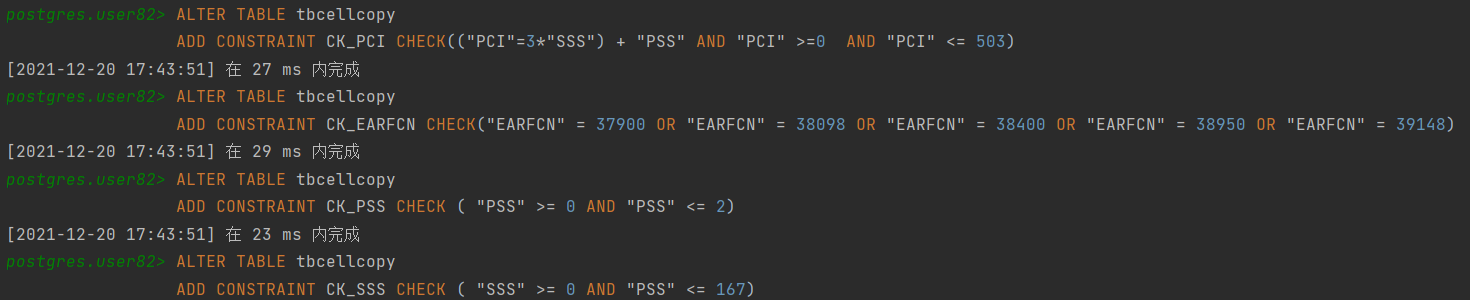 postgres.user82> ALTER TABLE tbcellcopy
ADD CONSTRAINT CK_PCI CHECK(("PCI"=3*"SSS") + "PSS" AND "PCI" >=0  AND "PCI" <= 503)
[2021-12-20 17:43:51] 在 27 ms 内完成
postgres.user82> ALTER TABLE tbcellcopy
ADD CONSTRAINT CK_EARFCN CHECK("EARFCN" = 37900 OR "EARFCN" = 38098 OR "EARFCN" = 38400 OR "EARFCN" = 38950 OR "EARFCN" = 39148)
[2021-12-20 17:43:51] 在 29 ms 内完成
postgres.user82> ALTER TABLE tbcellcopy
ADD CONSTRAINT CK_PSS CHECK ( "PSS" >= 0 AND "PSS" <= 2)
[2021-12-20 17:43:51] 在 23 ms 内完成
postgres.user82> ALTER TABLE tbcellcopy
ADD CONSTRAINT CK_SSS CHECK ( "SSS" >= 0 AND "PSS" <= 167)